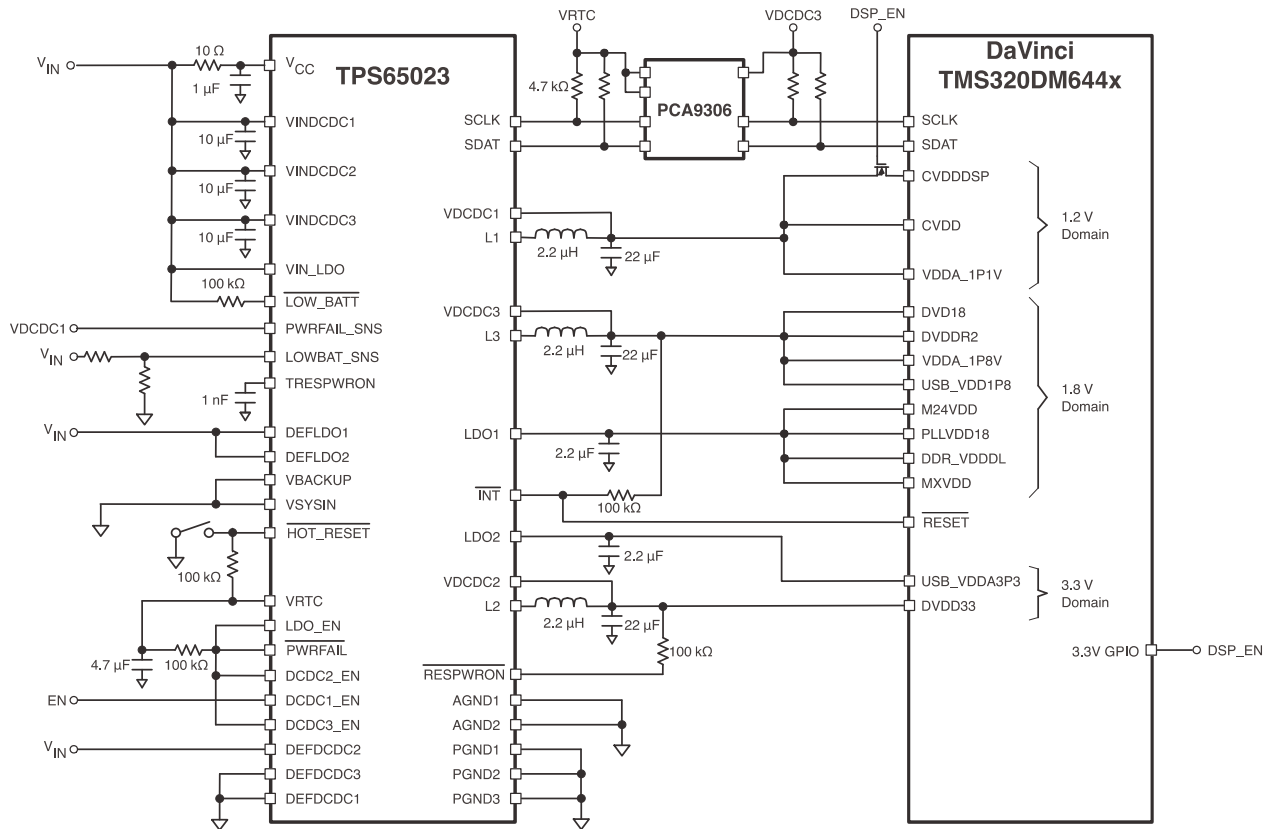 VRTC
VDCDC3
DSP_EN
VIN
10 Ω
1 µF
VCC
TPS65023
4.7 kΩ
PCA9306
DaVinci
TMS320DM644x
VINDCDC1
10 µF
SCLK
SCLK
SDAT
SDAT
VINDCDC2
10 µF
CVDDDSP
VINDCDC3
10 µF
VDCDC1
L1
2.2 µH
22 µF
CVDD
1.2 V
Domain
VIN_LDO
VDDA_1P1V
100 kΩ
LOW_BATT
VDCDC1
PWRFAIL_SNS
VDCDC3
L3
2.2 µH
22 µF
DVD18
DVDDR2
VIN
LOWBAT_SNS
VDDA_1P8V
TRESPWRON
1 nF
USB_VDD1P8
1.8 V
Domain
M24VDD
VIN
DEFLDO1
LDO1
2.2 µF
PLLVDD18
DEFLDO2
DDR_VDDDL
VBACKUP
MXVDD
VSYSIN
INT
100 kΩ
RESET
HOT_RESET
LDO2
2.2 µF
100 kΩ
VDCDC2
USB_VDDA3P3
3.3 V
Domain
VRTC
L2
2.2 µH
22 µF
DVDD33
LDO_EN
100 kΩ
4.7 µF
100 kΩ
PWRFAIL
3.3V GPIO
DSP_EN
DCDC2_EN
RESPWRON
EN
DCDC1_EN
AGND1
DCDC3_EN
AGND2
VIN
DEFDCDC2
PGND1
DEFDCDC3
PGND2
DEFDCDC1
PGND3